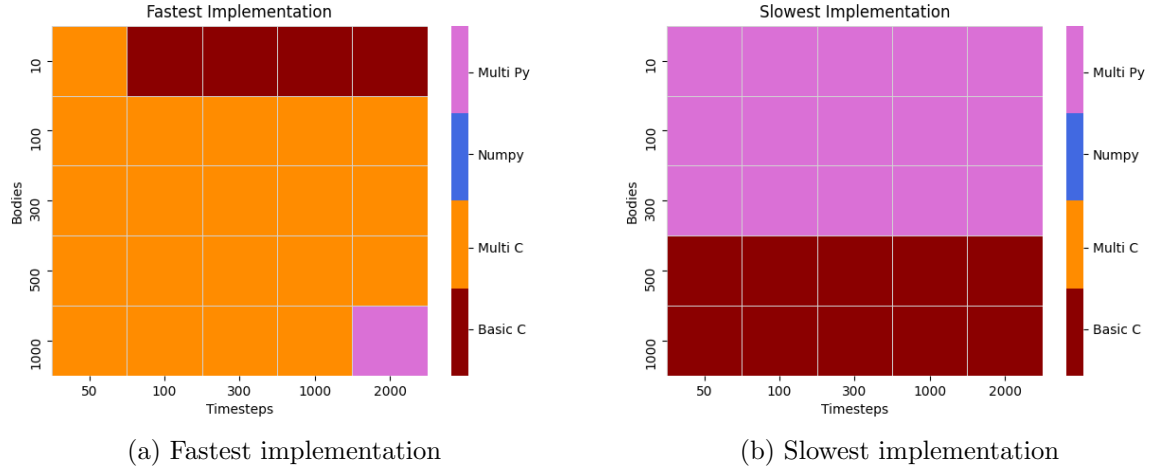 Fastest Implementation
Bodies
10
100
300
500
1000
50 100 300 1000 2000
Timesteps
Multi Py
Numpy
Multi C
Basic C
(a) Fastest implementation
Slowest Implementation
Bodies
10
100
300
500
1000
50 100 300 1000 2000
Timesteps
Multi Py
Numpy
Multi C
Basic C
(b) Slowest implementation